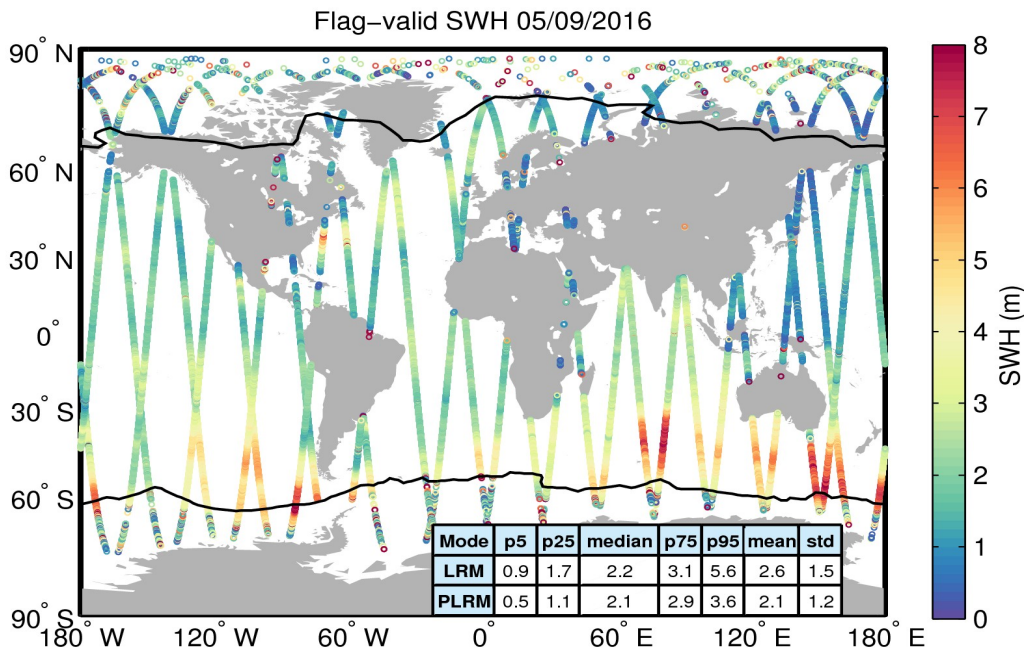 Flag−valid SWH 05/09/2016
90° N
60° N
30° N
0°
30° S
60° S
90° S
180° W 120° W 60° W 0° 60° E 120° E 180° E
Mode p5 p25 median p75 p95 mean std
LRM 0.9 1.7 2.2 3.1 5.6 2.6 1.5
PLRM 0.5 1.1 2.1 2.9 3.6 2.1 1.2
8
7
6
5
4
3
2
1
0
SWH (m)